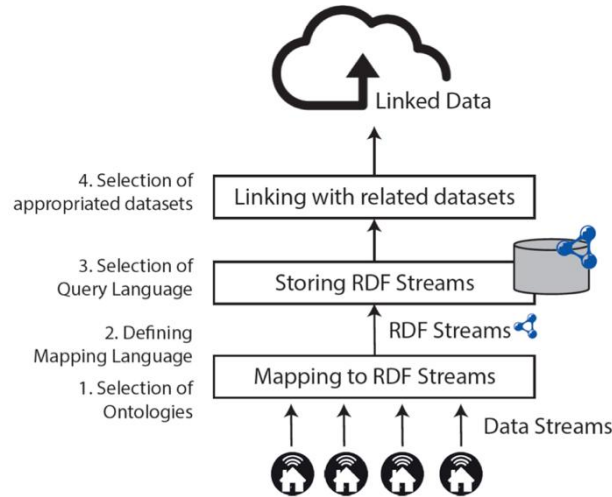 Linked Data
4. Selection of
appropriated datasets
Linking with related datasets
3. Selection of
Query Language
Storing RDF Streams
2. Defining
Mapping Language
RDF Streams
1. Selection of
Ontologies
Mapping to RDF Streams
Data Streams